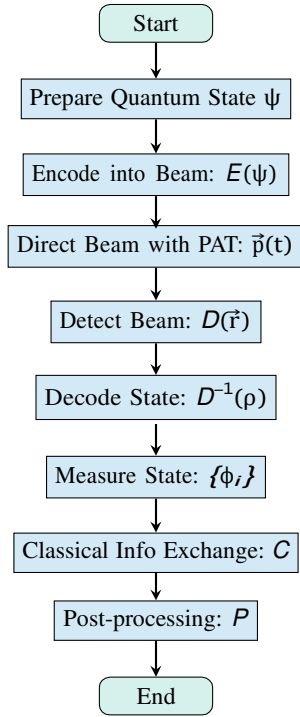 Start
Prepare Quantum State ψ
Encode into Beam: E(ψ)
Direct Beam with PAT: p⃗(t)
Detect Beam: D(r⃗)
Decode State: D⁻¹(ρ)
Measure State: {ϕᵢ}
Classical Info Exchange: C
Post-processing: P
End